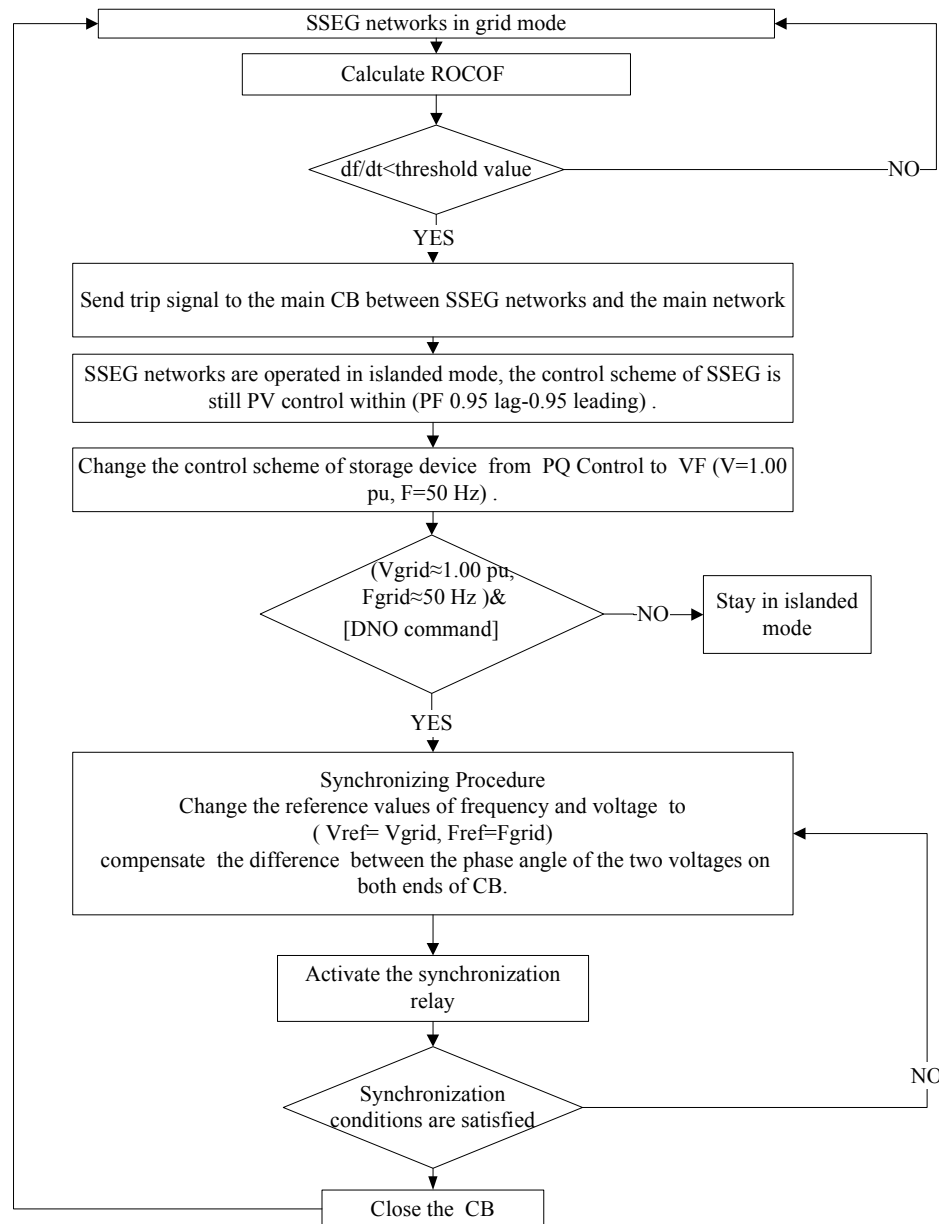 SSEG networks in grid mode
Calculate ROCOF
df/dt<threshold value
NO
YES
Send trip signal to the main CB between SSEG networks and the main network
SSEG networks are operated in islanded mode, the control scheme of SSEG is
still PV control within (PF 0.95 lag-0.95 leading) .
Change the control scheme of storage device from PQ Control to VF (V=1.00
pu, F=50 Hz) .
(Vgrid≈1.00 pu,
Fgrid≈50 Hz )&
[DNO command]
NO
Stay in islanded
mode
YES
Synchronizing Procedure
Change the reference values of frequency and voltage to
( Vref= Vgrid, Fref=Fgrid)
compensate the difference between the phase angle of the two voltages on
both ends of CB.
Activate the synchronization
relay
NO
Synchronization
conditions are satisfied
Close the CB